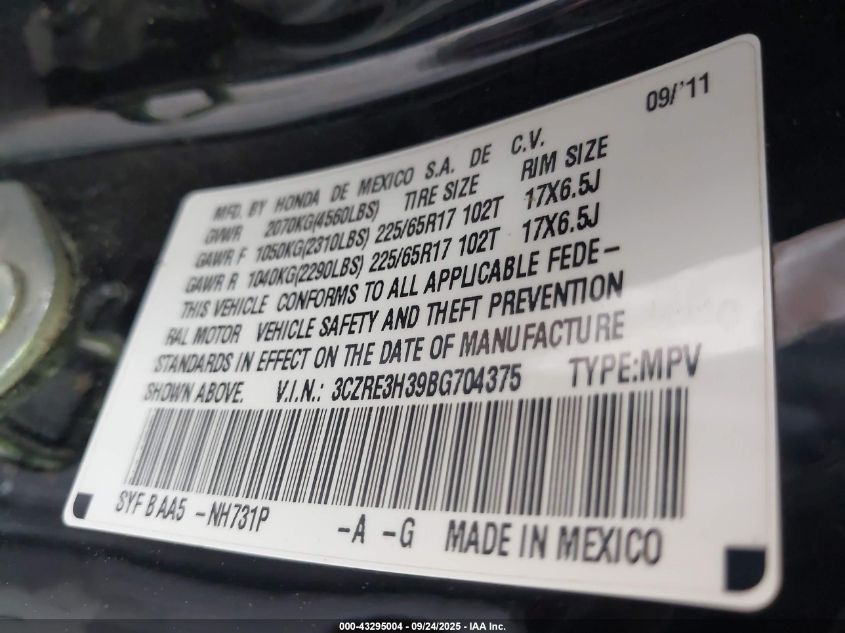 09/'11
MFD. BY HONDA DE MEXICO S.A. DE C.V.
GVWR 2070KG(4560LBS) TIRE SIZE RIM SIZE
GAWR F 1050KG(2310LBS) 225/65R17 102T 17X6.5J
GAWR R 1040KG(2290LBS) 225/65R17 102T 17X6.5J
THIS VEHICLE CONFORMS TO ALL APPLICABLE FEDE-
RAL MOTOR VEHICLE SAFETY AND THEFT PREVENTION
STANDARDS IN EFFECT ON THE DATE OF MANUFACTURE
SHOWN ABOVE. V.I.N.: 3CZRE3H39BG704375 TYPE:MPV
SYF B AA5 -NH731P -A -G MADE IN MEXICO
000-43295004 - 09/24/2025 - IAA Inc.